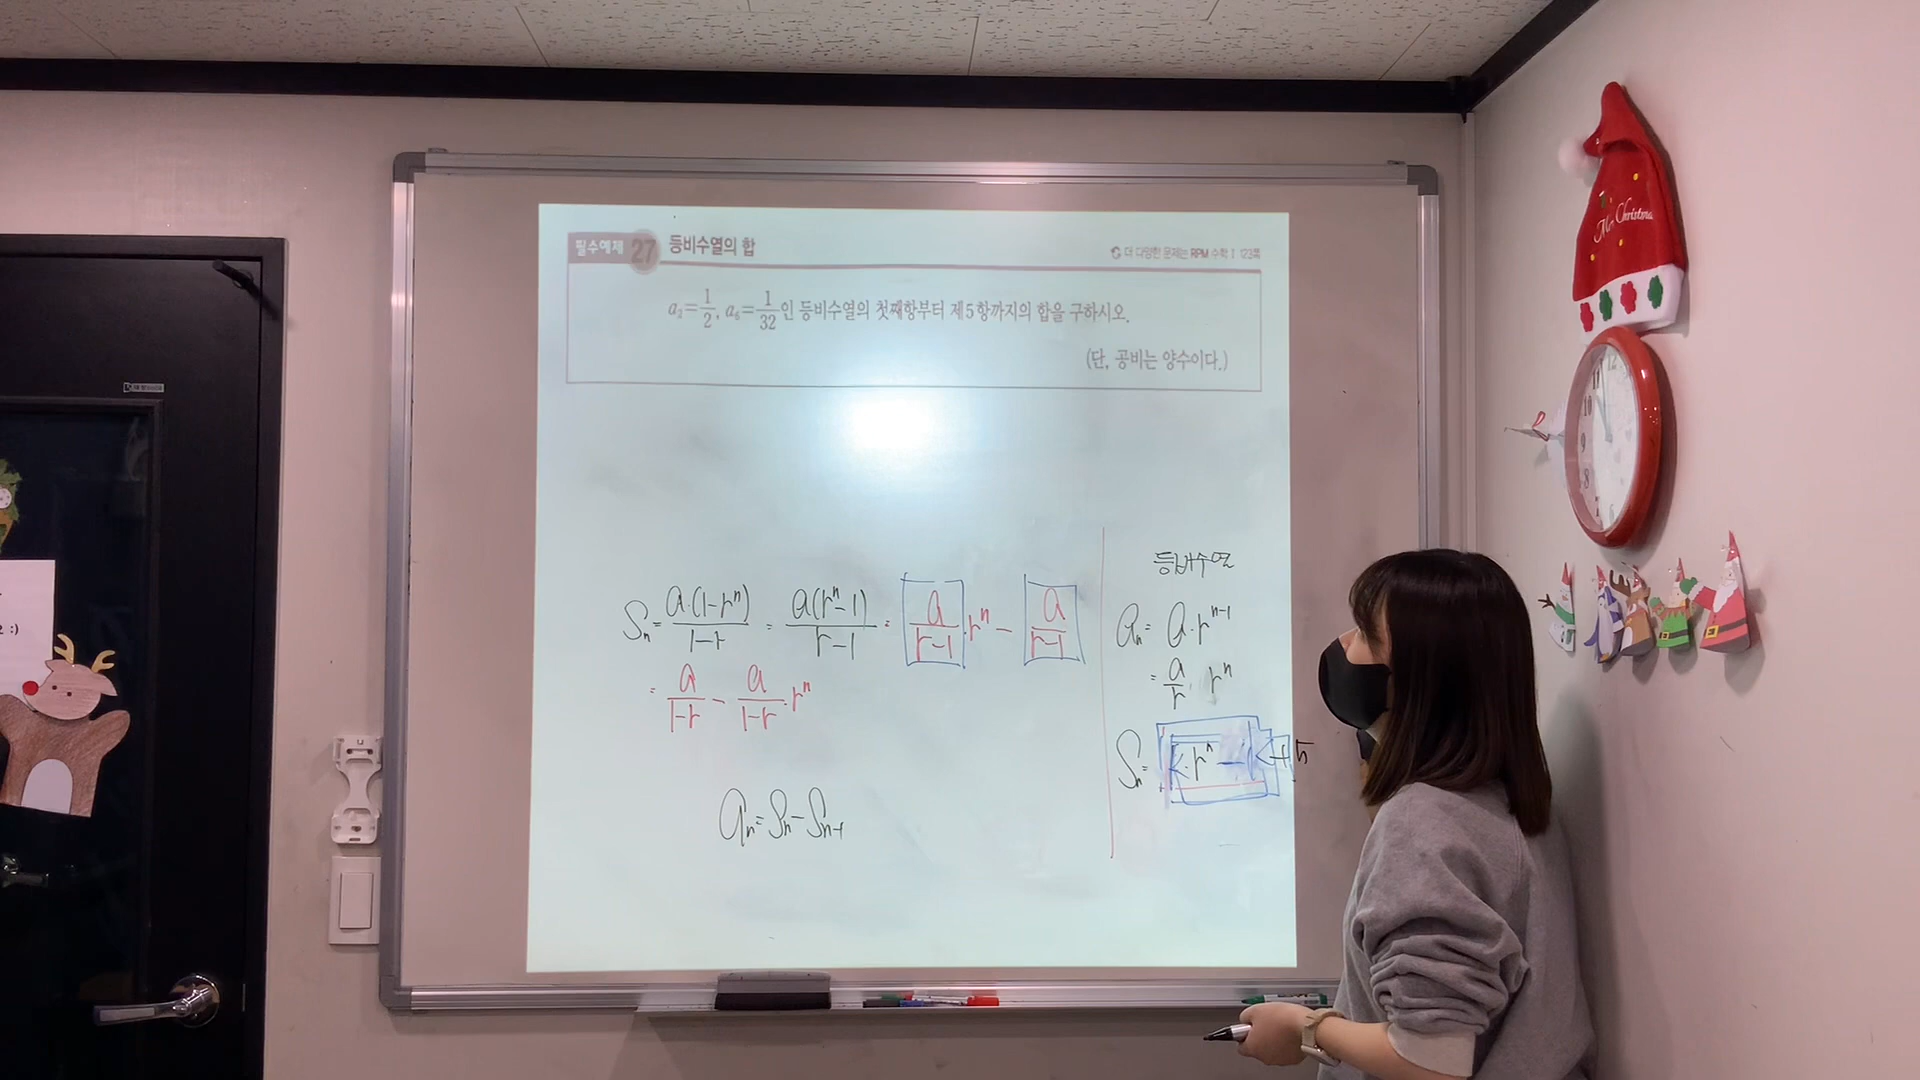 필수예제 27 등비수열의 합
더 다양한 문제는 RPM 수학 I 123쪽
a₂=1/2, a₆=1/32인 등비수열의 첫째항부터 제5항까지의 합을 구하시오.
(단, 공비는 양수이다.)
Sₙ = a·(1-rⁿ)/(1-r) = a(rⁿ-1)/(r-1) = a/(r-1)·rⁿ - a/(r-1)
= a/(1-r) - a/(1-r)·rⁿ
aₙ = Sₙ - Sₙ₋₁
등비수열
aₙ = a·rⁿ⁻¹
= a/r · rⁿ
Sₙ =
Merry Christmas
:)